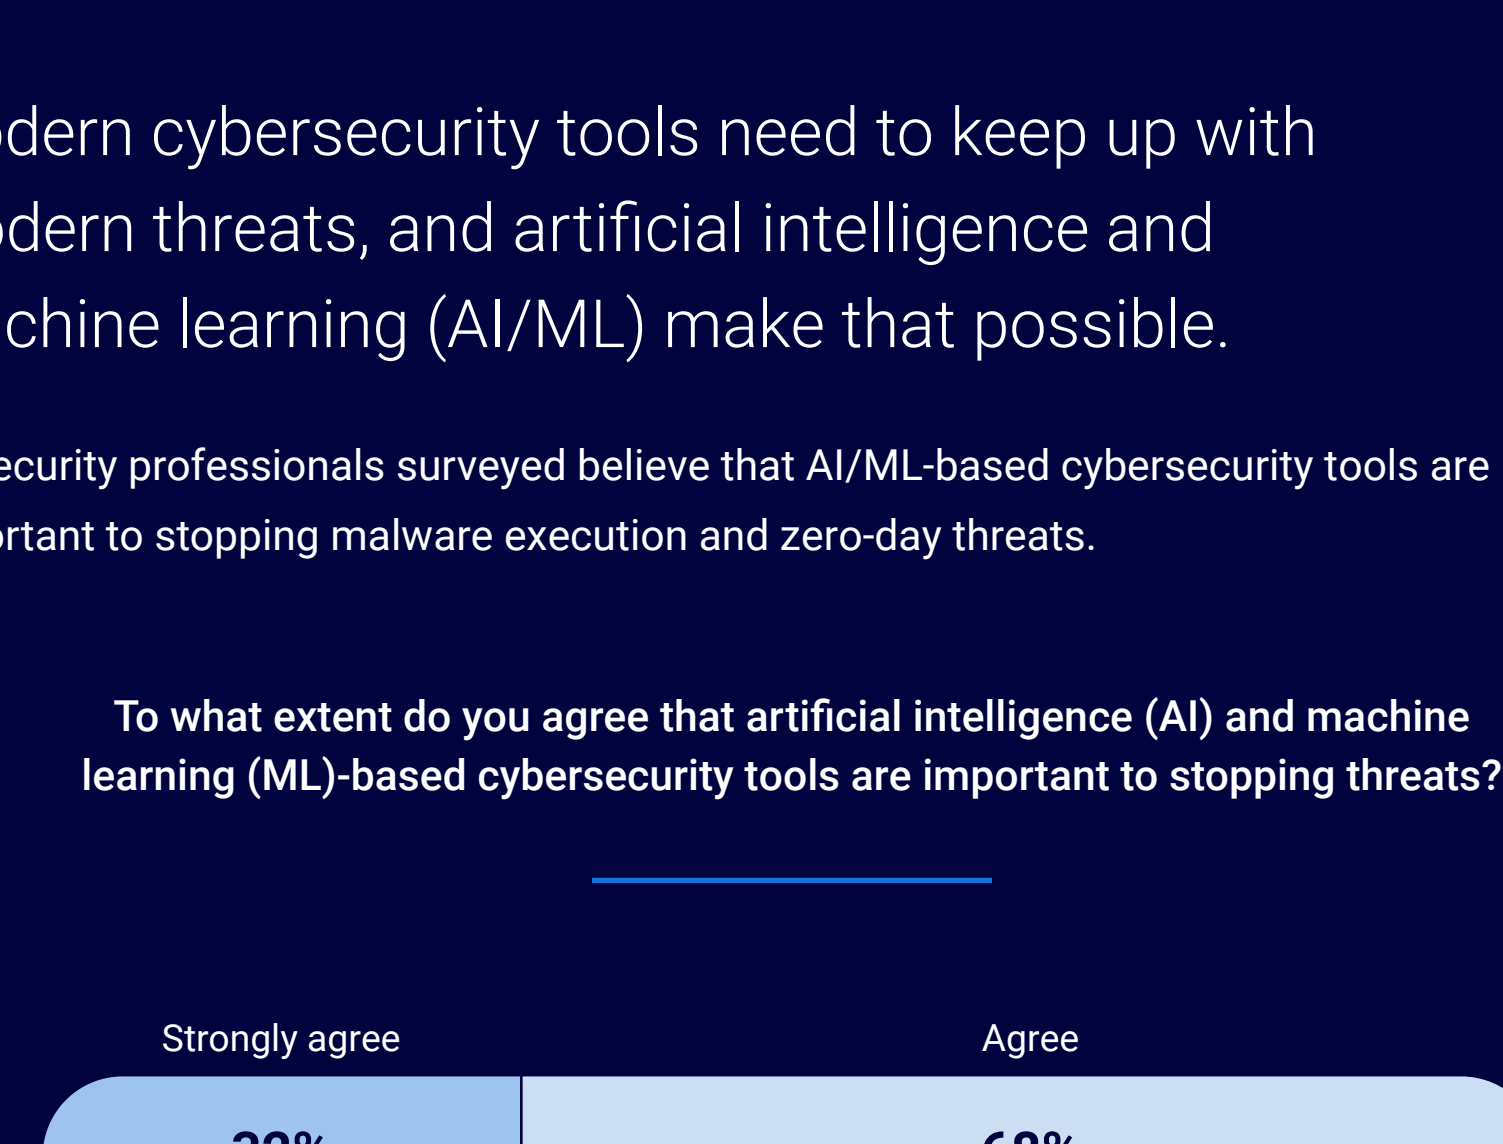 dern cybersecurity tools need to keep up with
dern threats, and artificial intelligence and
chine learning (AI/ML) make that possible.
ecurity professionals surveyed believe that AI/ML-based cybersecurity tools are
rtant to stopping malware execution and zero-day threats.
To what extent do you agree that artificial intelligence (AI) and machine
learning (ML)-based cybersecurity tools are important to stopping threats?
Strongly agree Agree